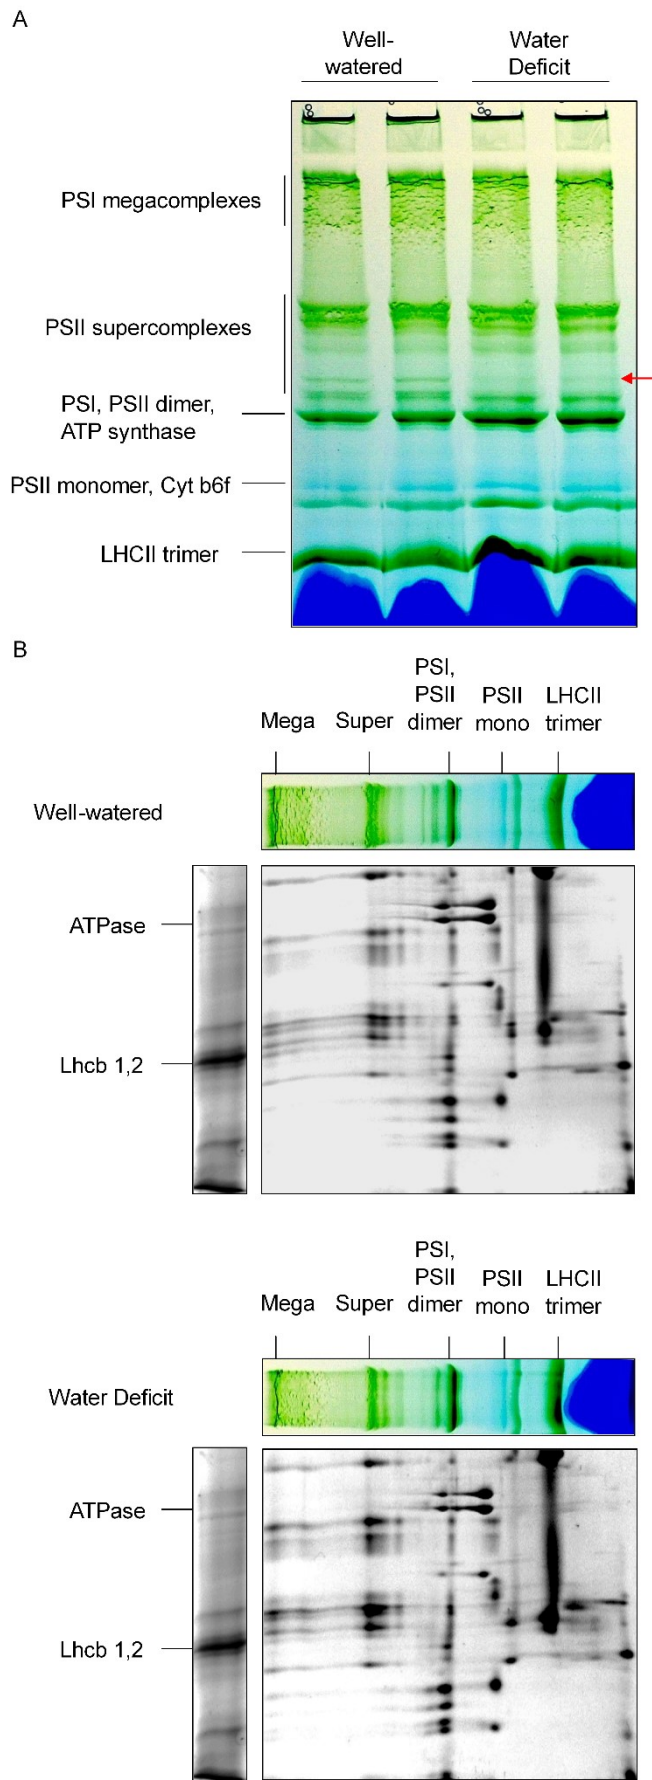 A
Well-
watered
Water
Deficit
PSI megacomplexes
PSII supercomplexes
PSI, PSII dimer,
ATP synthase
PSII monomer, Cyt b6f
LHCII trimer
B
Mega
Super
PSI,
PSII
dimer
PSII
mono
LHCII
trimer
Well-watered
ATPase
Lhcb 1,2
Mega
Super
PSI,
PSII
dimer
PSII
mono
LHCII
trimer
Water Deficit
ATPase
Lhcb 1,2